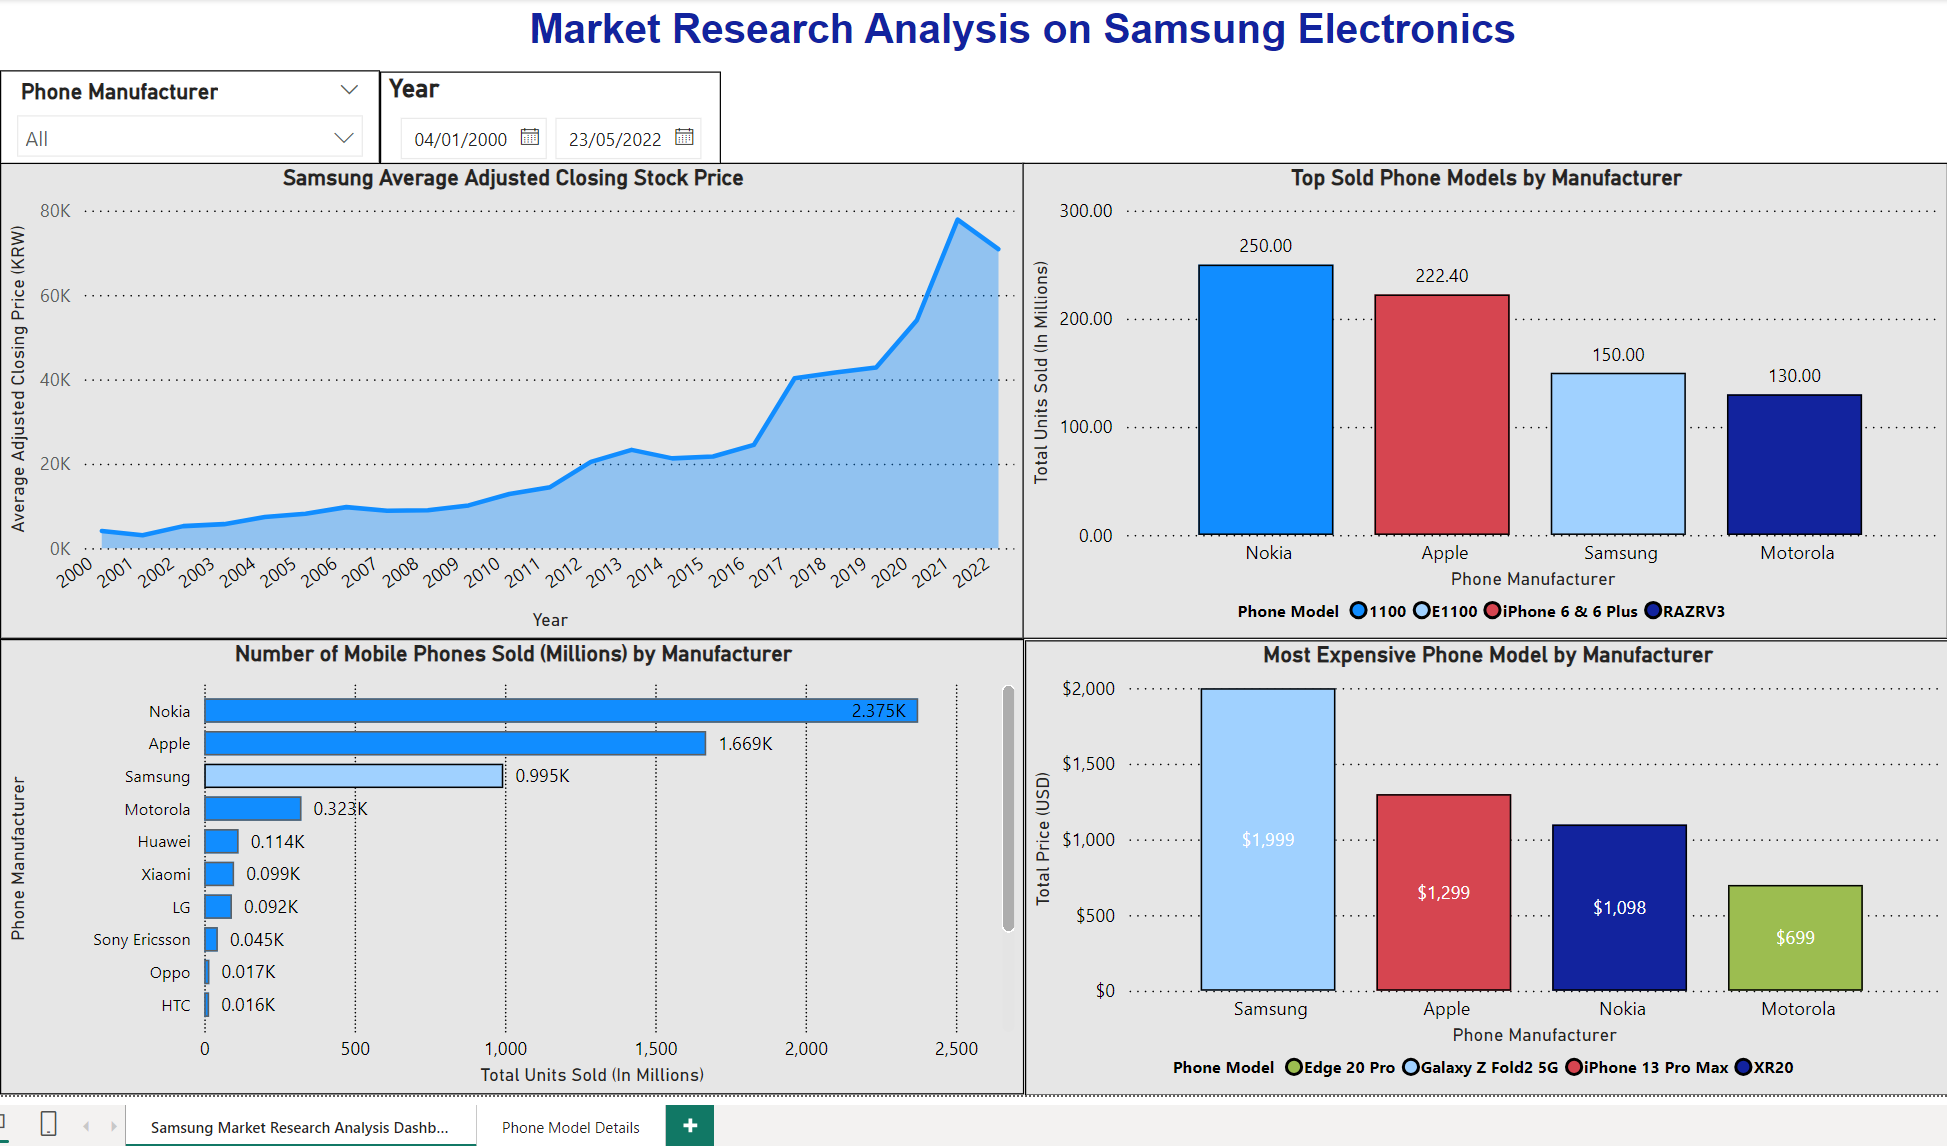 Market Research Analysis on Samsung Electronics
Phone Manufacturer
All
Year
04/01/2000
23/05/2022
Samsung Average Adjusted Closing Stock Price
Average Adjusted Closing Price (KRW)
80K
60K
40K
20K
0K
2000 2001 2002 2003 2004 2005 2006 2007 2008 2009 2010 2011 2012 2013 2014 2015 2016 2017 2018 2019 2020 2021 2022
Year
Top Sold Phone Models by Manufacturer
Total Units Sold (In Millions)
300.00
200.00
100.00
0.00
250.00
222.40
150.00
130.00
Nokia Apple Samsung Motorola
Phone Manufacturer
Phone Model 1100 E1100 iPhone 6 & 6 Plus RAZRV3
Number of Mobile Phones Sold (Millions) by Manufacturer
Phone Manufacturer
Nokia 2.375K
Apple 1.669K
Samsung 0.995K
Motorola 0.323K
Huawei 0.114K
Xiaomi 0.099K
LG 0.092K
Sony Ericsson 0.045K
Oppo 0.017K
HTC 0.016K
0 500 1,000 1,500 2,000 2,500
Total Units Sold (In Millions)
Most Expensive Phone Model by Manufacturer
Total Price (USD)
$2,000
$1,500
$1,000
$500
$0
$1,999
$1,299
$1,098
$699
Samsung Apple Nokia Motorola
Phone Manufacturer
Phone Model Edge 20 Pro Galaxy Z Fold2 5G iPhone 13 Pro Max XR20
Samsung Market Research Analysis Dashb...
Phone Model Details
+